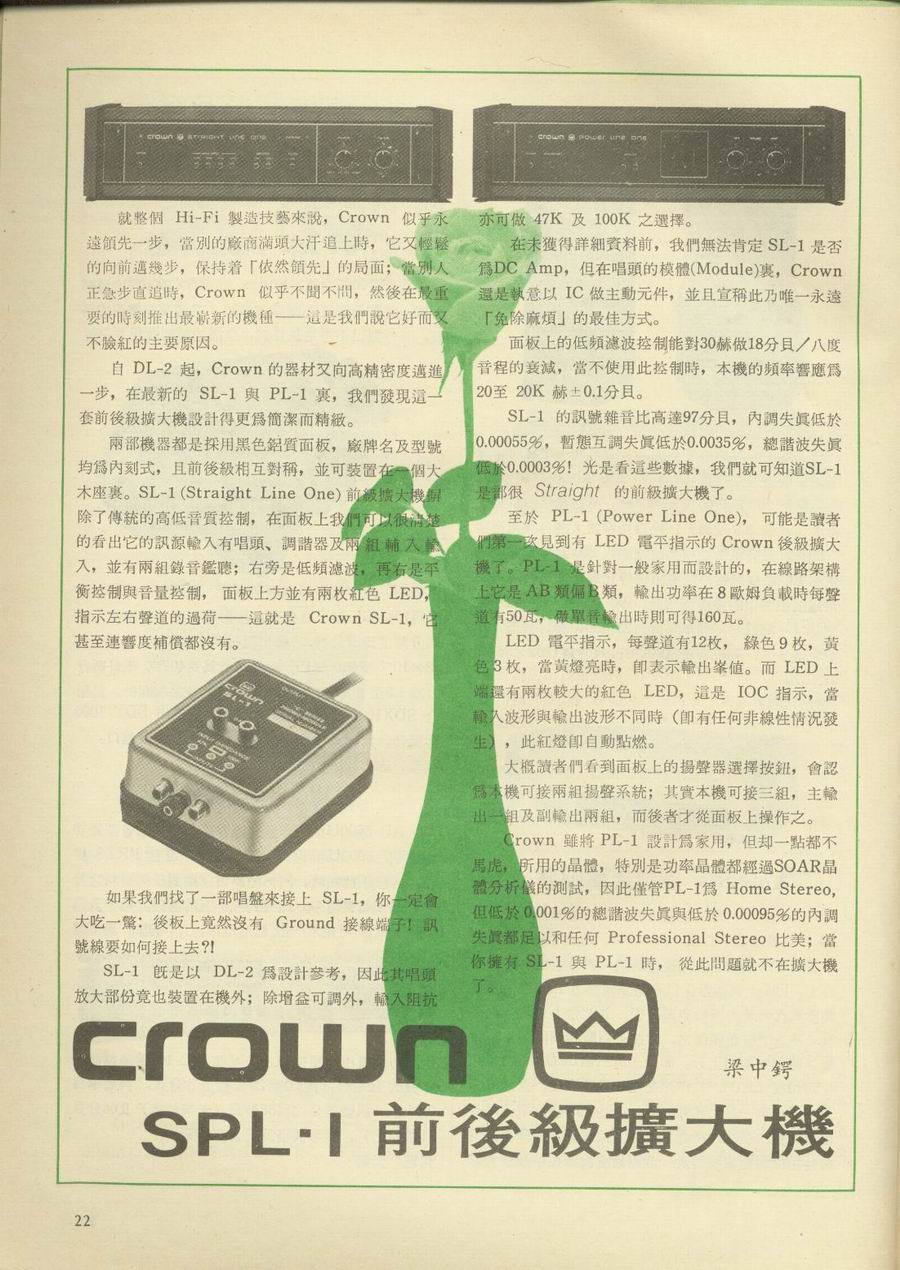 crown STRAIGHT LINE ONE
crown POWER LINE ONE
就整個 Hi-Fi 製造技藝來說，Crown 似乎永
遠領先一步，當別的廠商滿頭大汗追上時，它又輕鬆
的向前邁幾步，保持着「依然領先」的局面；當別人
正急步直追時，Crown 似乎不聞不問，然後在最重
要的時刻推出最嶄新的機種——這是我們說它好而又
不臉紅的主要原因。
自 DL-2 起，Crown 的器材又向高精密度邁進
一步，在最新的 SL-1 與 PL-1 裏，我們發現這一
套前後級擴大機設計得更爲簡潔而精緻。
兩部機器都是採用黑色鋁質面板，廠牌名及型號
均爲內刻式，且前後級相互對稱，並可裝置在一個大
木座裏。SL-1 (Straight Line One) 前級擴大機摒
除了傳統的高低音質控制，在面板上我們可以很清楚
的看出它的訊源輸入有唱頭、調諧器及兩組輔入輸
入，並有兩組錄音鑑聽；右旁是低頻濾波，再右是平
衡控制與音量控制，面板上方並有兩枚紅色 LED，
指示左右聲道的過荷——這就是 Crown SL-1，它
甚至連響度補償都沒有。
OUTPUT
crown
SL-1
INPUT IMPEDANCE
如果我們找了一部唱盤來接上 SL-1，你一定會
大吃一驚：後板上竟然沒有 Ground 接線端子！訊
號線要如何接上去?!
SL-1 旣是以 DL-2 爲設計參考，因此其唱頭
放大部份竟也裝置在機外；除增益可調外，輸入阻抗
亦可做 47K 及 100K 之選擇。
在未獲得詳細資料前，我們無法肯定 SL-1 是否
爲DC Amp，但在唱頭的模體(Module)裏，Crown
還是執意以 IC 做主動元件，並且宣稱此乃唯一永遠
「免除麻煩」的最佳方式。
面板上的低頻濾波控制能對30赫做18分貝／八度
音程的衰減，當不使用此控制時，本機的頻率響應爲
20至 20K 赫±0.1分貝。
SL-1 的訊號雜音比高達97分貝，內調失眞低於
0.00055%，暫態互調失眞低於0.0035%，總諧波失眞
低於0.0003%！光是看這些數據，我們就可知道SL-1
是部很 Straight 的前級擴大機了。
至於 PL-1 (Power Line One)，可能是讀者
們第一次見到有 LED 電平指示的 Crown 後級擴大
機了。PL-1 是針對一般家用而設計的，在線路架構
上它是 AB 類偏B類，輸出功率在 8 歐姆負載時每聲
道有50瓦，做單音輸出時則可得160瓦。
LED 電平指示，每聲道有12枚，綠色 9 枚，黃
色 3 枚，當黃燈亮時，卽表示輸出峯値。而 LED 上
端還有兩枚較大的紅色 LED，這是 IOC 指示，當
輸入波形與輸出波形不同時（卽有任何非線性情況發
生），此紅燈卽自動點燃。
大槪讀者們看到面板上的揚聲器選擇按鈕，會認
爲本機可接兩組揚聲系統；其實本機可接三組，主輸
出一組及副輸出兩組，而後者才從面板上操作之。
Crown 雖將 PL-1 設計爲家用，但却一點都不
馬虎，所用的晶體，特別是功率晶體都經過SOAR晶
體分析儀的測試，因此僅管PL-1爲 Home Stereo，
但低於 0.001%的總諧波失眞與低於 0.00095%的內調
失眞都足以和任何 Professional Stereo 比美；當
你擁有 SL-1 與 PL-1 時，從此問題就不在擴大機
了。
crown
梁中鍔
SPL·1 前後級擴大機
22